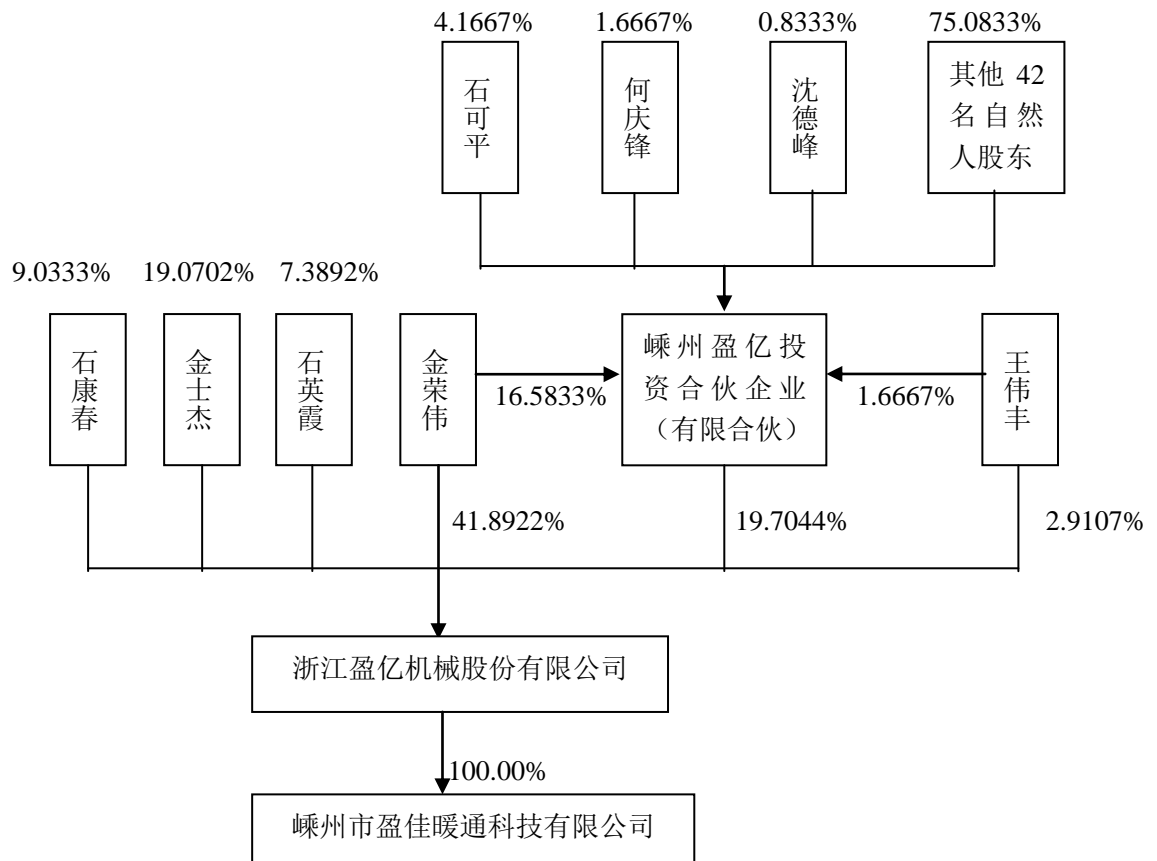 4.1667%
1.6667%
0.8333%
75.0833%
石可平
何庆锋
沈德峰
其他 42
名自然
人股东
9.0333%
19.0702%
7.3892%
石康春
金士杰
石英霞
金荣伟
16.5833%
嵊州盈亿投
资合伙企业
（有限合伙）
1.6667%
王伟丰
41.8922%
19.7044%
2.9107%
浙江盈亿机械股份有限公司
100.00%
嵊州市盈佳暖通科技有限公司